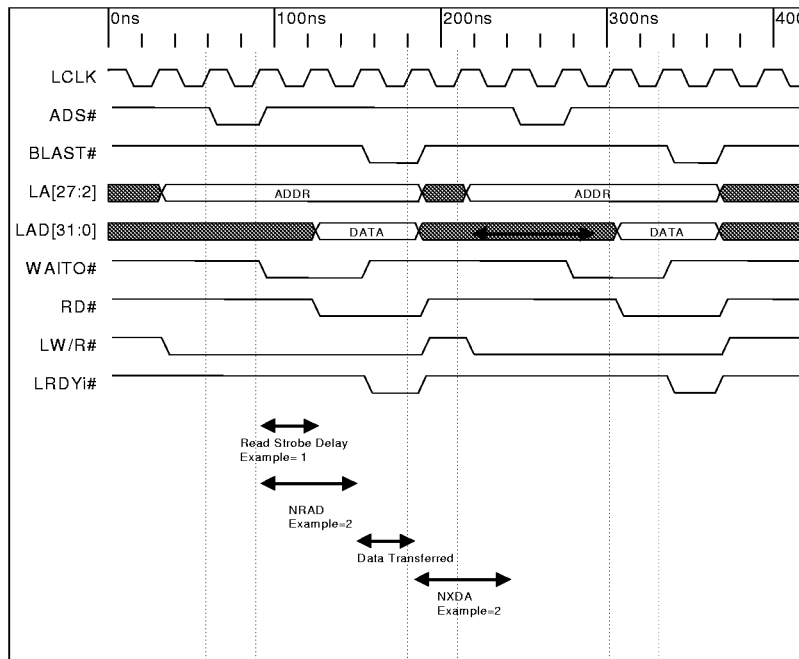 0ns 100ns 200ns 300ns 400
LCLK
ADS#
BLAST#
LA[27:2] ADDR ADDR
LAD[31:0] DATA DATA
WAITO#
RD#
LW/R#
LRDYi#
Read Strobe Delay
Example= 1
NRAD
Example=2
Data Transferred
NXDA
Example=2